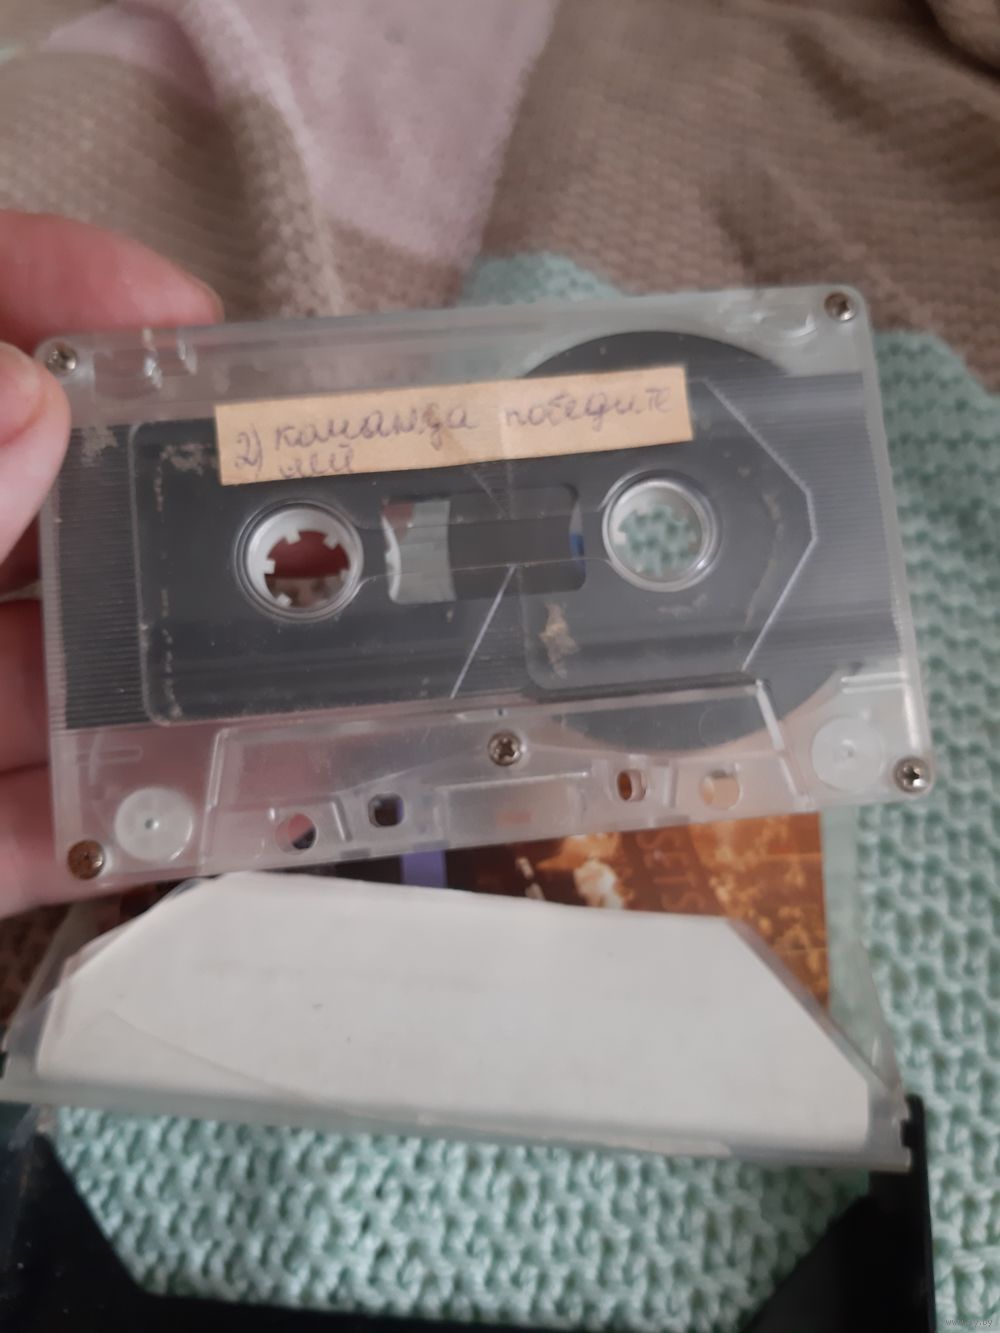 2) команда победите
лей